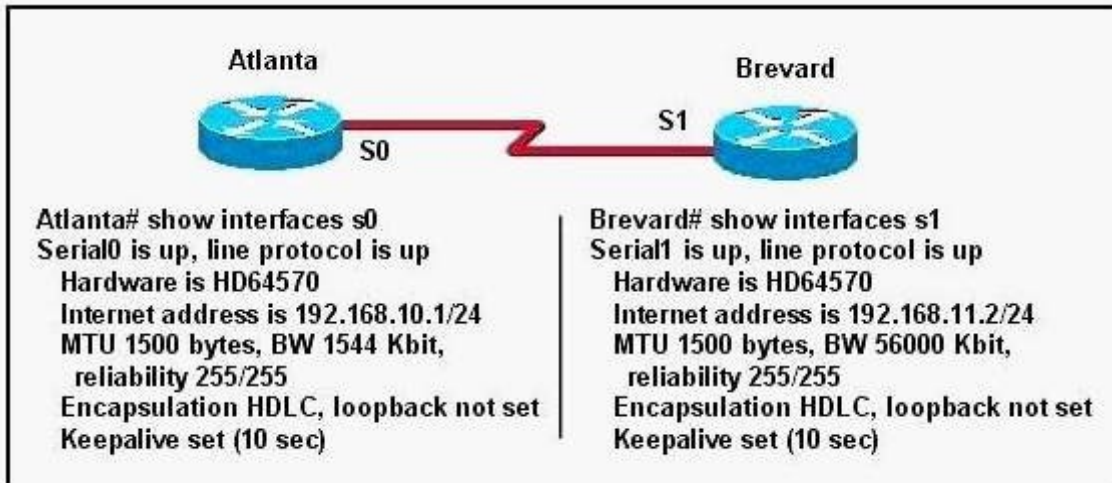 Atlanta
Brevard
S0
S1
Atlanta# show interfaces s0
Serial0 is up, line protocol is up
Hardware is HD64570
Internet address is 192.168.10.1/24
MTU 1500 bytes, BW 1544 Kbit,
reliability 255/255
Encapsulation HDLC, loopback not set
Keepalive set (10 sec)
Brevard# show interfaces s1
Serial1 is up, line protocol is up
Hardware is HD64570
Internet address is 192.168.11.2/24
MTU 1500 bytes, BW 56000 Kbit,
reliability 255/255
Encapsulation HDLC, loopback not set
Keepalive set (10 sec)